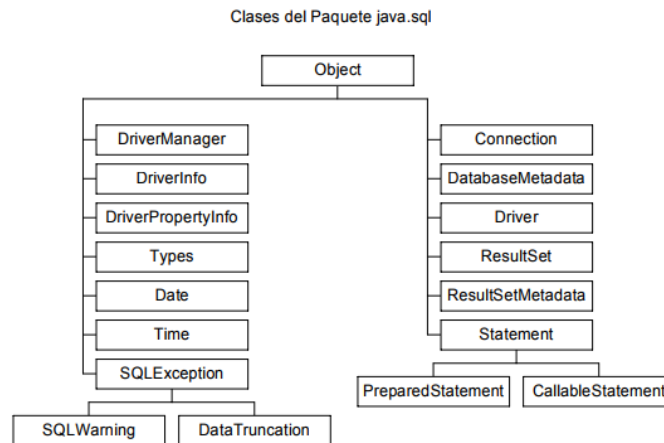 Clases del Paquete java.sql
Object
DriverManager
DriverInfo
DriverPropertyInfo
Types
Date
Time
SQLException
SQLWarning
DataTruncation
Connection
DatabaseMetadata
Driver
ResultSet
ResultSetMetadata
Statement
PreparedStatement
CallableStatement